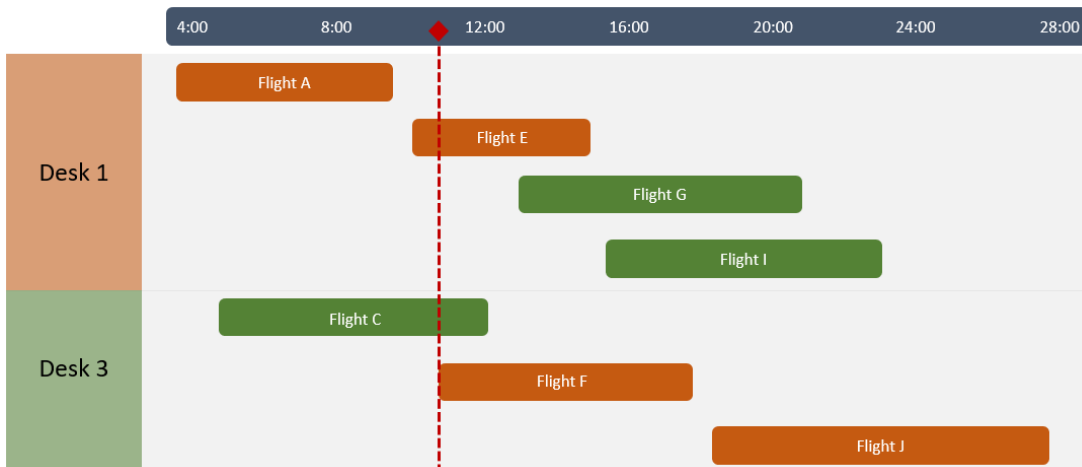 4:00 8:00 12:00 16:00 20:00 24:00 28:00
Desk 1
Flight A
Flight E
Flight G
Flight I
Desk 3
Flight C
Flight F
Flight J